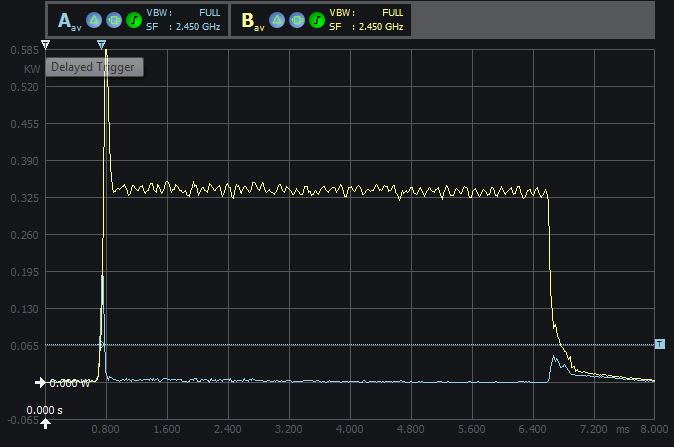 A av VBW: FULL
SF : 2.450 GHz
B av VBW: FULL
SF : 2.450 GHz
0.585
KW
Delayed Trigger
0.520
0.455
0.390
0.325
0.260
0.195
0.130
0.065
T
0.000 W
0.000 s
-0.065
0.800 1.600 2.400 3.200 4.000 4.800 5.600 6.400 7.200 ms 8.000